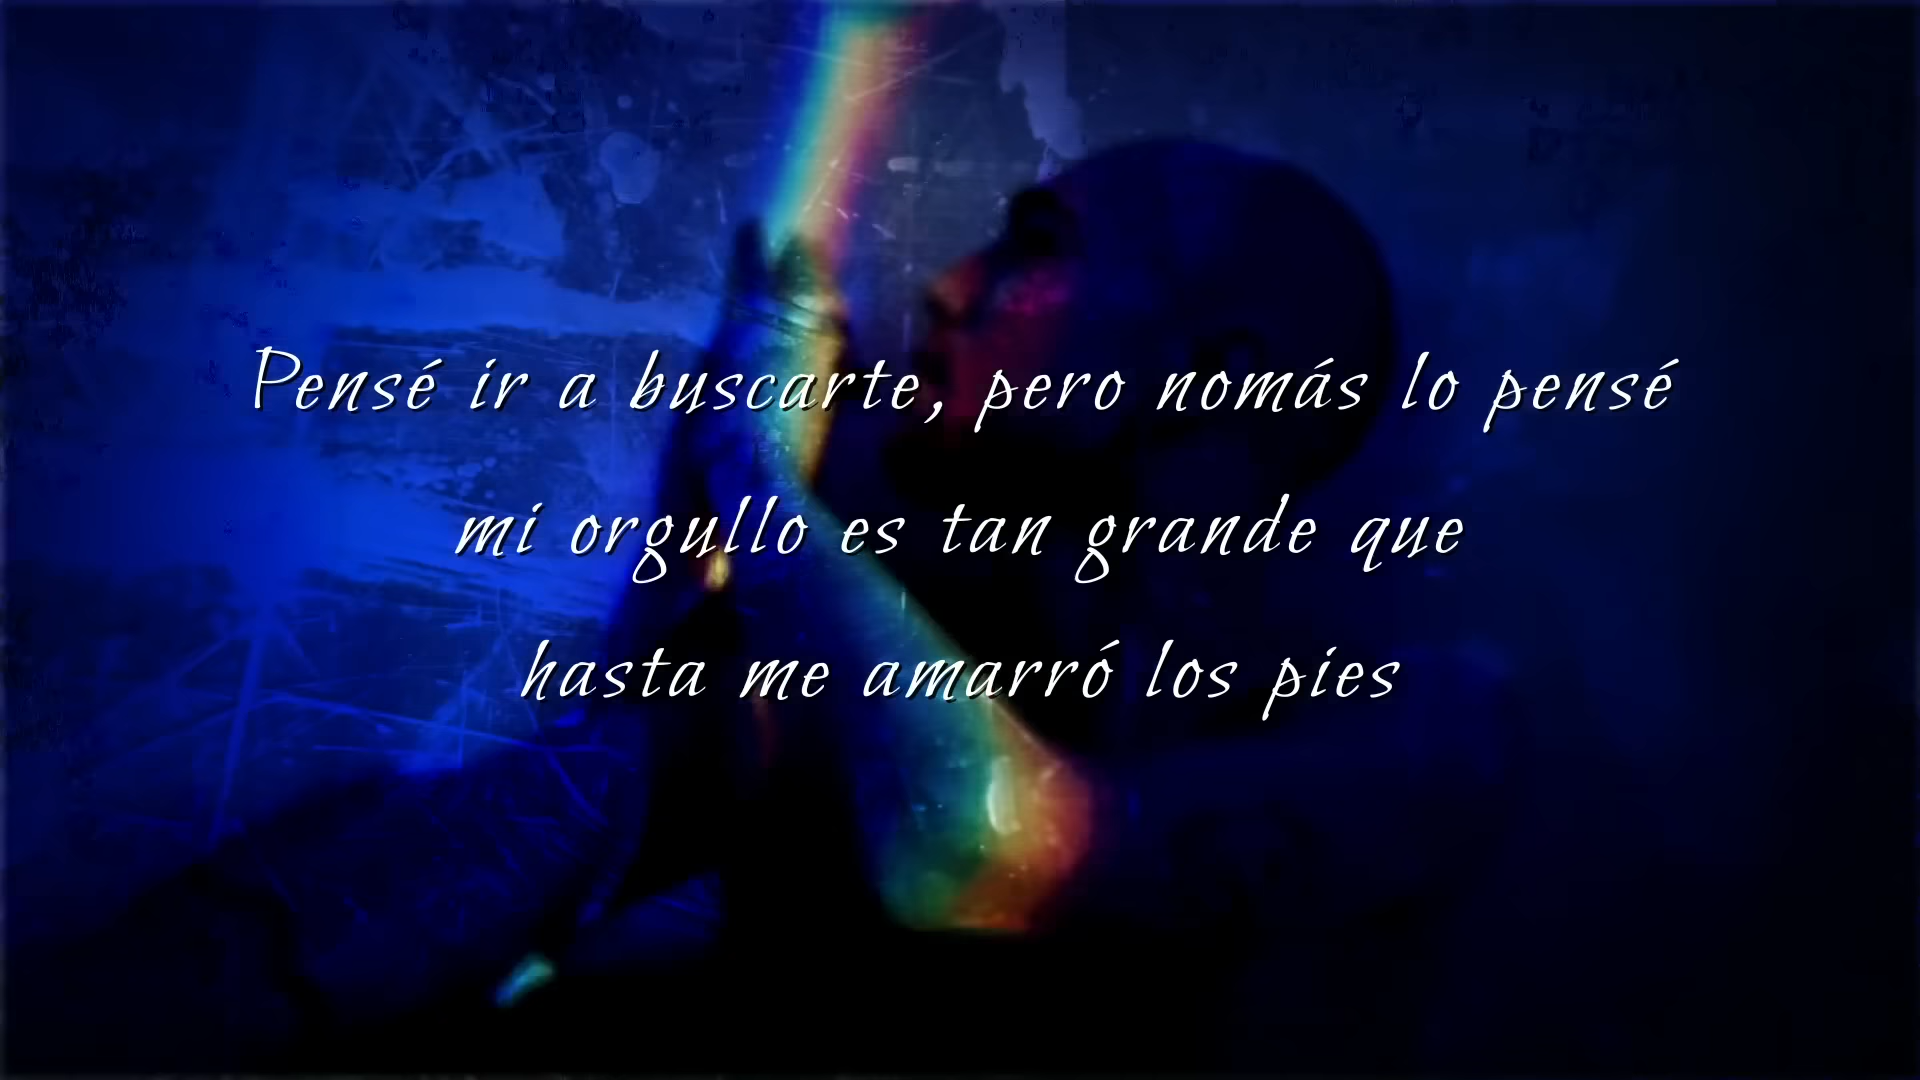 Pensé ir a buscarte, pero nomás lo pensé
mi orgullo es tan grande que
hasta me amarró los pies